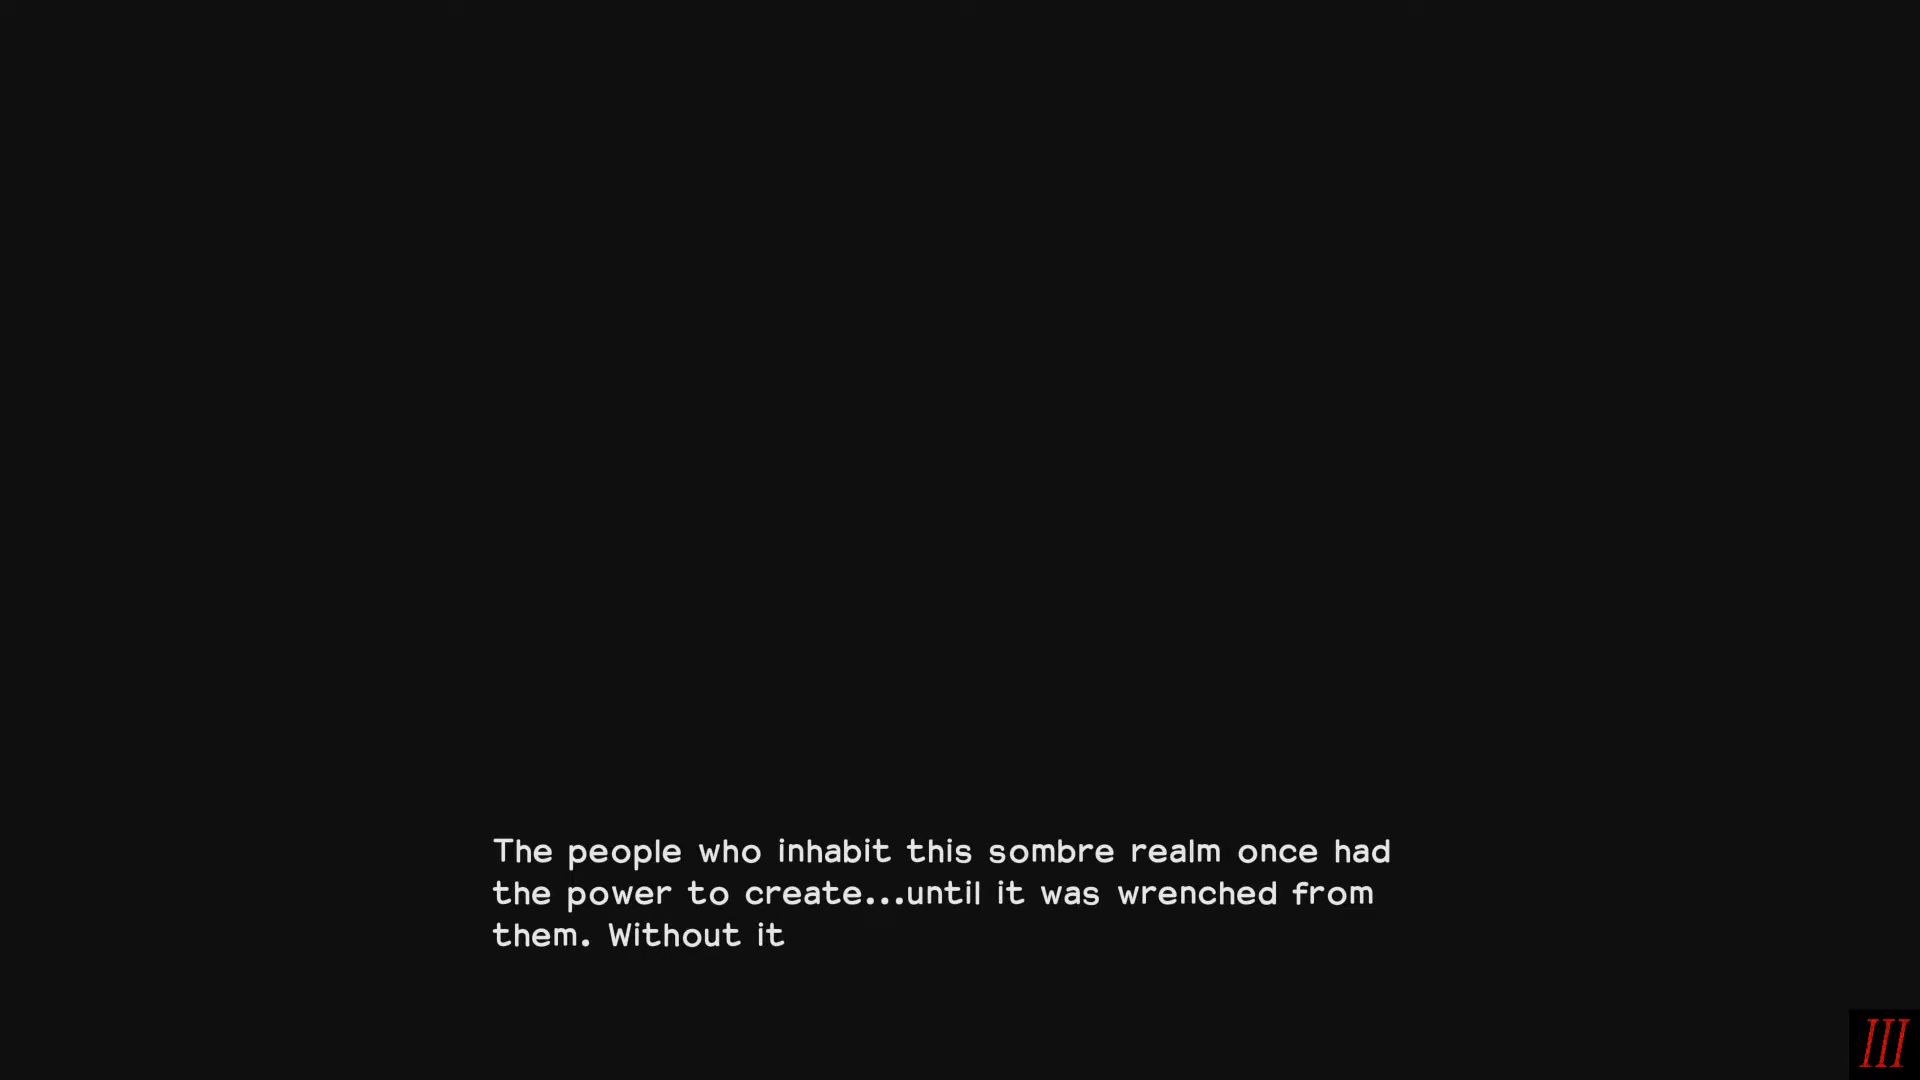 The people who inhabit this sombre realm once had
the power to create...until it was wrenched from
them. Without it
III